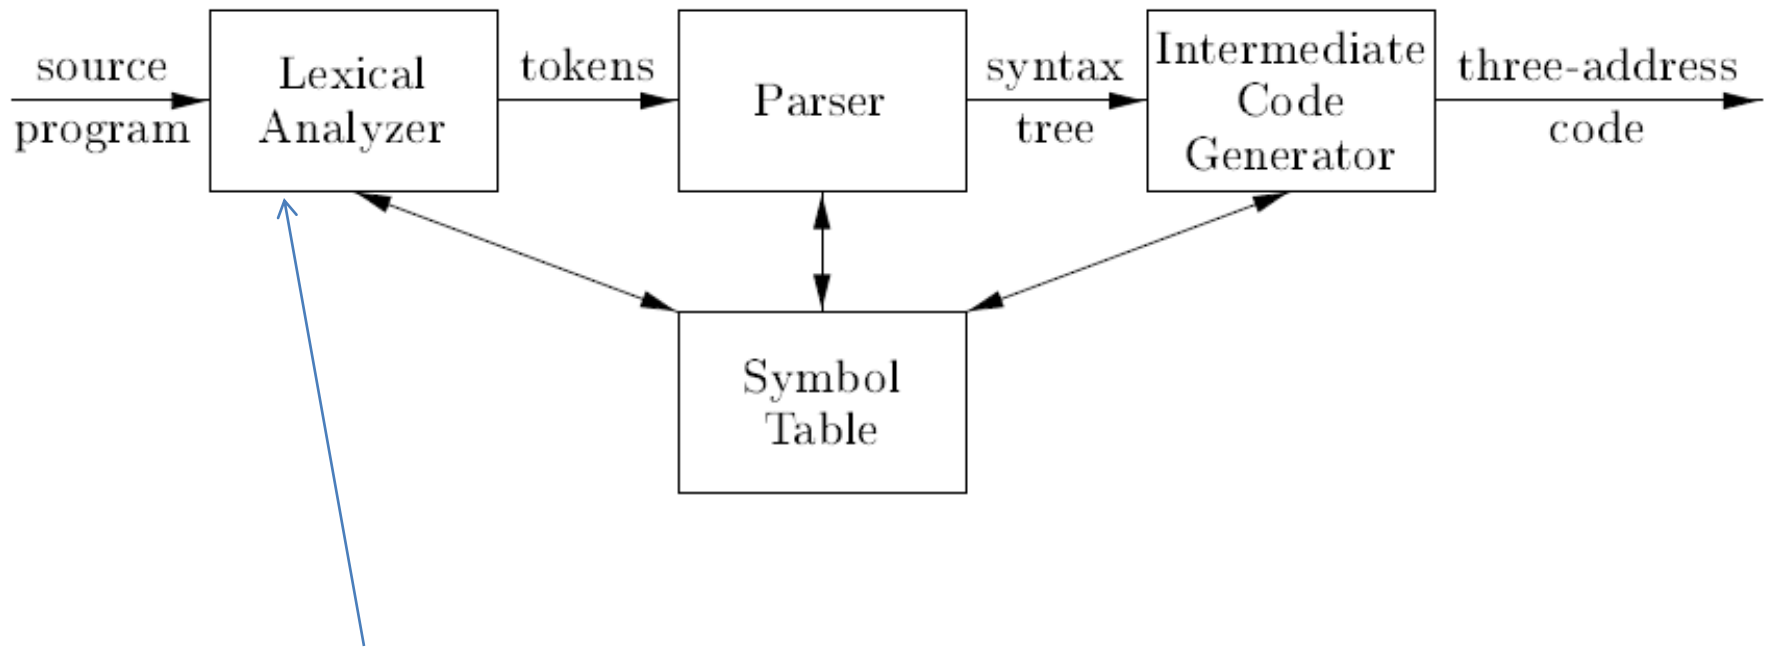 source
program
Lexical
Analyzer
tokens
Parser
syntax
tree
Intermediate
Code
Generator
three-address
code
Symbol
Table